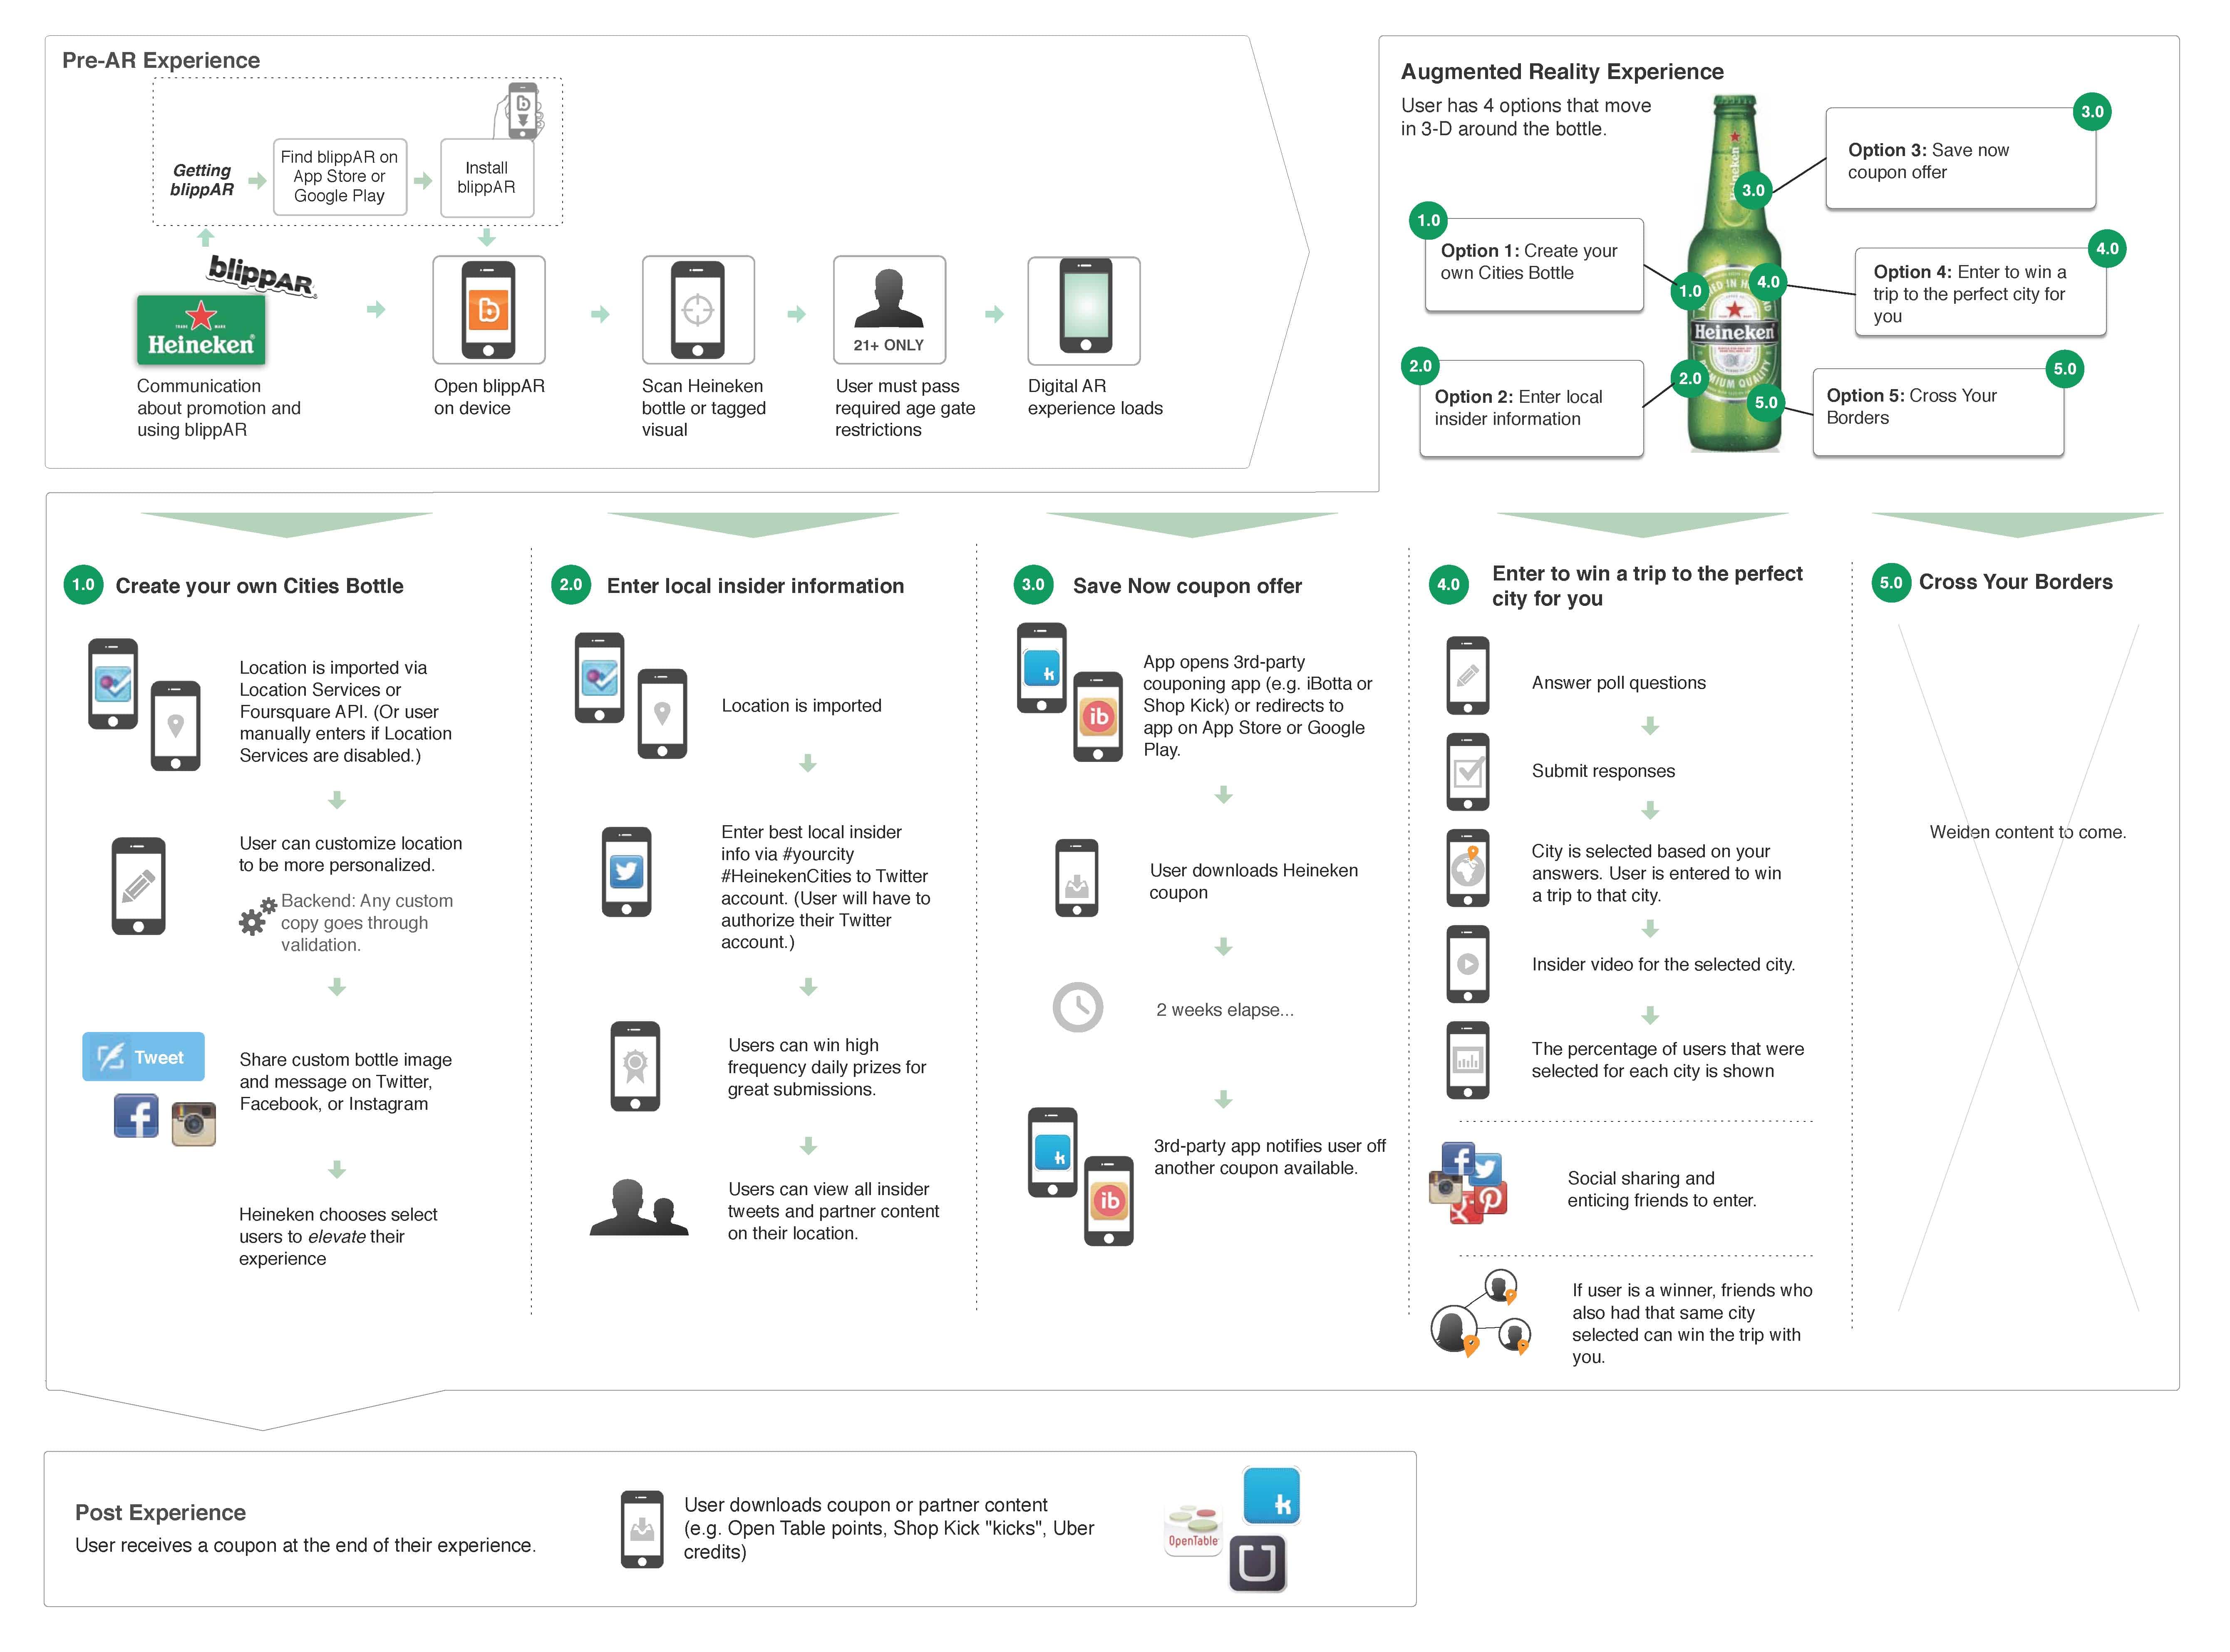 Pre-AR Experience
Getting
blippAR
Find blippAR on
App Store or
Google Play
Install
blippAR
blippAR
TRADE MARK
Heineken
Communication
about promotion and
using blippAR
Open blippAR
on device
Scan Heineken
bottle or tagged
visual
21+ ONLY
User must pass
required age gate
restrictions
Digital AR
experience loads
Augmented Reality Experience
User has 4 options that move
in 3-D around the bottle.
1.0
Option 1: Create your
own Cities Bottle
2.0
Option 2: Enter local
insider information
Heineken
3.0
1.0
4.0
Heineken
2.0
PREMIUM QUALITY
5.0
3.0
Option 3: Save now
coupon offer
4.0
Option 4: Enter to win a
trip to the perfect city for
you
5.0
Option 5: Cross Your
Borders
1.0 Create your own Cities Bottle
Location is imported via
Location Services or
Foursquare API. (Or user
manually enters if Location
Services are disabled.)
User can customize location
to be more personalized.
Backend: Any custom
copy goes through
validation.
Tweet
Share custom bottle image
and message on Twitter,
Facebook, or Instagram
Heineken chooses select
users to elevate their
experience
2.0 Enter local insider information
Location is imported
Enter best local insider
info via #yourcity
#HeinekenCities to Twitter
account. (User will have to
authorize their Twitter
account.)
Users can win high
frequency daily prizes for
great submissions.
Users can view all insider
tweets and partner content
on their location.
3.0 Save Now coupon offer
k
ib
App opens 3rd-party
couponing app (e.g. iBotta or
Shop Kick) or redirects to
app on App Store or Google
Play.
User downloads Heineken
coupon
2 weeks elapse...
k
ib
3rd-party app notifies user off
another coupon available.
4.0 Enter to win a trip to the perfect
city for you
Answer poll questions
Submit responses
City is selected based on your
answers. User is entered to win
a trip to that city.
Insider video for the selected city.
The percentage of users that were
selected for each city is shown
Social sharing and
enticing friends to enter.
If user is a winner, friends who
also had that same city
selected can win the trip with
you.
5.0 Cross Your Borders
Weiden content to come.
Post Experience
User receives a coupon at the end of their experience.
User downloads coupon or partner content
(e.g. Open Table points, Shop Kick "kicks", Uber
credits)
k
OpenTable
U